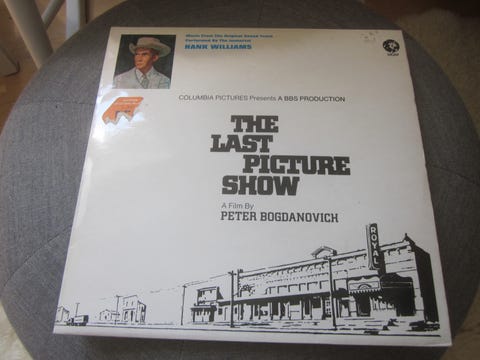 Music From The Original Sound Track
Performed By The Immortal
HANK WILLIAMS
MGM
COLUMBIA PICTURES Presents A BBS PRODUCTION
THE
LAST
PICTURE
SHOW
A Film By
PETER BOGDANOVICH
ROYAL